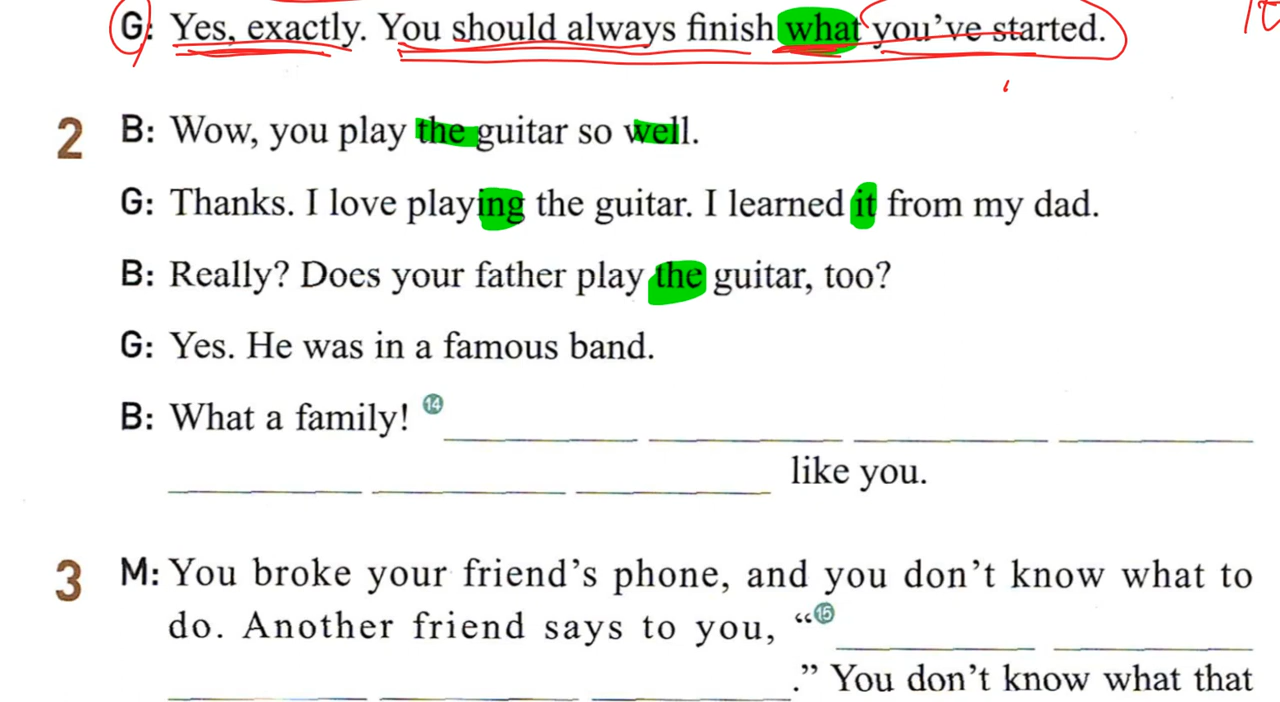 G: Yes, exactly. You should always finish what you've started.
2 B: Wow, you play the guitar so well.
G: Thanks. I love playing the guitar. I learned it from my dad.
B: Really? Does your father play the guitar, too?
G: Yes. He was in a famous band.
B: What a family! ⑭
like you.
3 M: You broke your friend's phone, and you don't know what to
do. Another friend says to you, “⑮
.” You don't know what that